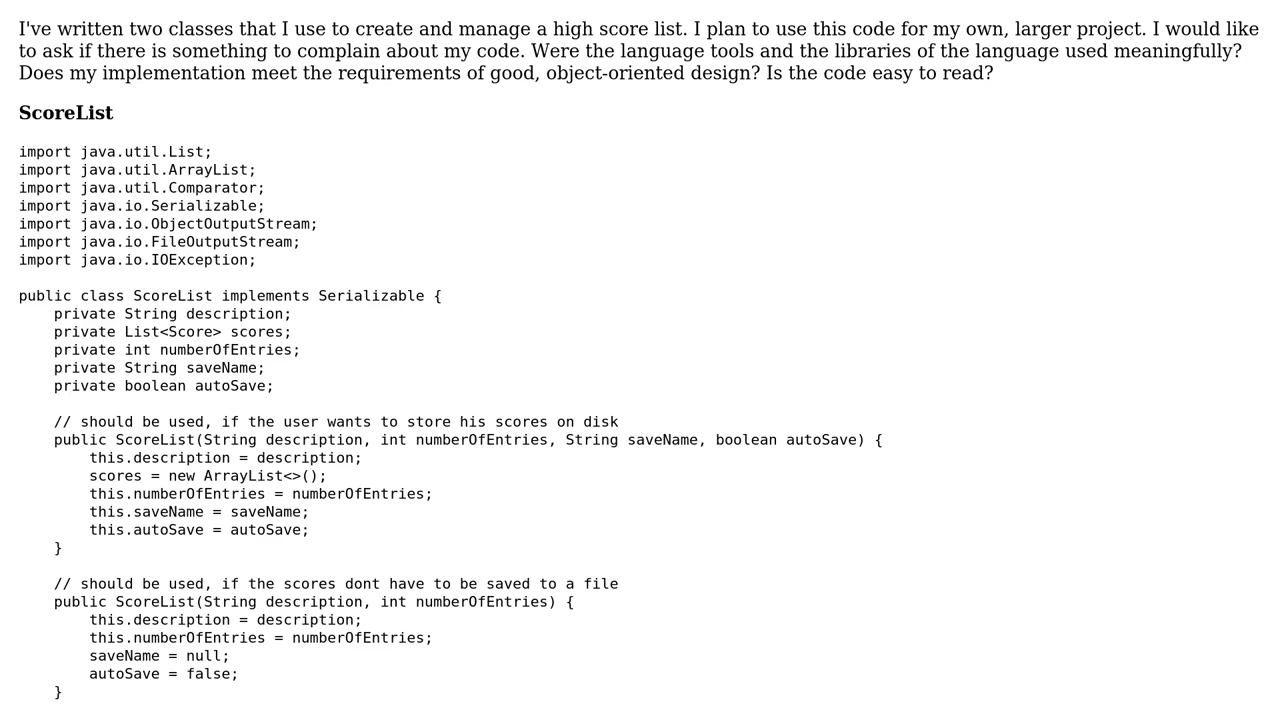 I've written two classes that I use to create and manage a high score list. I plan to use this code for my own, larger project. I would like
to ask if there is something to complain about my code. Were the language tools and the libraries of the language used meaningfully?
Does my implementation meet the requirements of good, object-oriented design? Is the code easy to read?
ScoreList
import java.util.List;
import java.util.ArrayList;
import java.util.Comparator;
import java.io.Serializable;
import java.io.ObjectOutputStream;
import java.io.FileOutputStream;
import java.io.IOException;
public class ScoreList implements Serializable {
    private String description;
    private List<Score> scores;
    private int numberOfEntries;
    private String saveName;
    private boolean autoSave;
    // should be used, if the user wants to store his scores on disk
    public ScoreList(String description, int numberOfEntries, String saveName, boolean autoSave) {
        this.description = description;
        scores = new ArrayList<>();
        this.numberOfEntries = numberOfEntries;
        this.saveName = saveName;
        this.autoSave = autoSave;
    }
    // should be used, if the scores dont have to be saved to a file
    public ScoreList(String description, int numberOfEntries) {
        this.description = description;
        this.numberOfEntries = numberOfEntries;
        saveName = null;
        autoSave = false;
    }